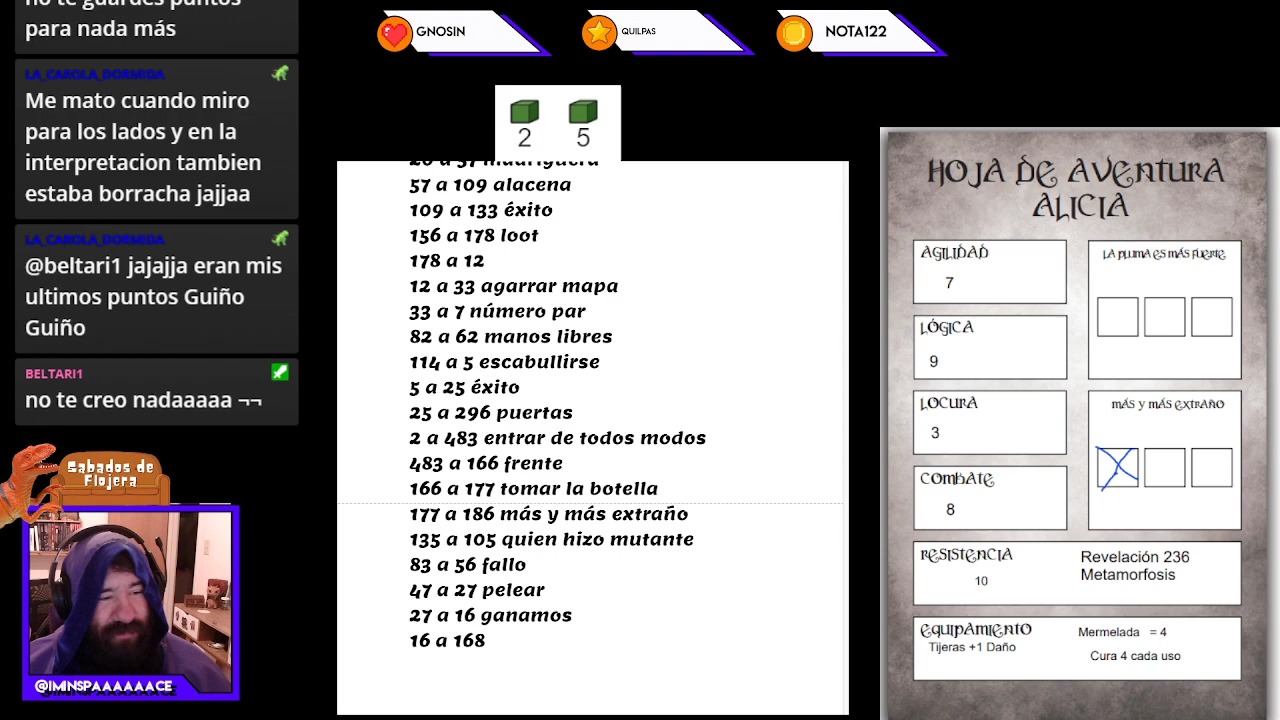 no te guardes puntos
para nada más
LA_CAROLA_DORMIDA
Me mato cuando miro
para los lados y en la
interpretacion tambien
estaba borracha jajjaa
LA_CAROLA_DORMIDA
@beltari1 jajajja eran mis
ultimos puntos Guiño
Guiño
BELTARI1
no te creo nadaaaaa ¬¬
Sabados de
Flojera
@IMINSPAAAAAACE
GNOSIN
QUILPAS
NOTA122
2 5
57 a 109 alacena
109 a 133 éxito
156 a 178 loot
178 a 12
12 a 33 agarrar mapa
33 a 7 número par
82 a 62 manos libres
114 a 5 escabullirse
5 a 25 éxito
25 a 296 puertas
2 a 483 entrar de todos modos
483 a 166 frente
166 a 177 tomar la botella
177 a 186 más y más extraño
135 a 105 quien hizo mutante
83 a 56 fallo
47 a 27 pelear
27 a 16 ganamos
16 a 168
HOJA DE AVENTURA
ALICIA
AGILIDAD
7
LÓGICA
9
LOCURA
3
COMBATE
8
LA PLUMA ES MÁS FUERTE
MÁS Y MÁS EXTRAÑO
RESISTENCIA
10
Revelación 236
Metamorfosis
EQUIPAMIENTO
Tijeras +1 Daño
Mermelada = 4
Cura 4 cada uso